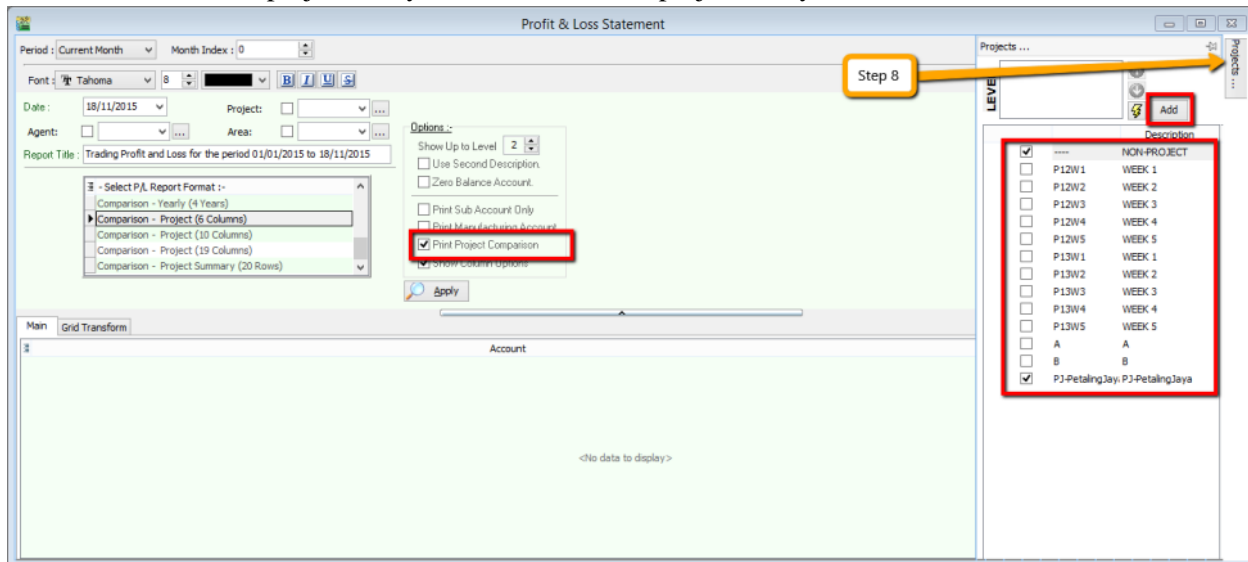 Profit & Loss Statement
Period : Current Month Month Index : 0
Font : Tahoma 8 B I U S
Date : 18/11/2015 Project: ...
Agent: ... Area: ...
Report Title : Trading Profit and Loss for the period 01/01/2015 to 18/11/2015
- Select P/L Report Format :-
Comparison - Yearly (4 Years)
Comparison - Project (6 Columns)
Comparison - Project (10 Columns)
Comparison - Project (19 Columns)
Comparison - Project Summary (20 Rows)
Options :-
Show Up to Level 2
Use Second Description.
Zero Balance Account.
Print Sub Account Only
Print Manufacturing Account
Print Project Comparison
Show Column Options
Apply
Main Grid Transform
Account
<No data to display>
Step 8
Projects ...
Projects ...
LEVE
Add
Description
---- NON-PROJECT
P12W1 WEEK 1
P12W2 WEEK 2
P12W3 WEEK 3
P12W4 WEEK 4
P12W5 WEEK 5
P13W1 WEEK 1
P13W2 WEEK 2
P13W3 WEEK 3
P13W4 WEEK 4
P13W5 WEEK 5
A A
B B
PJ-PetalingJay PJ-PetalingJaya